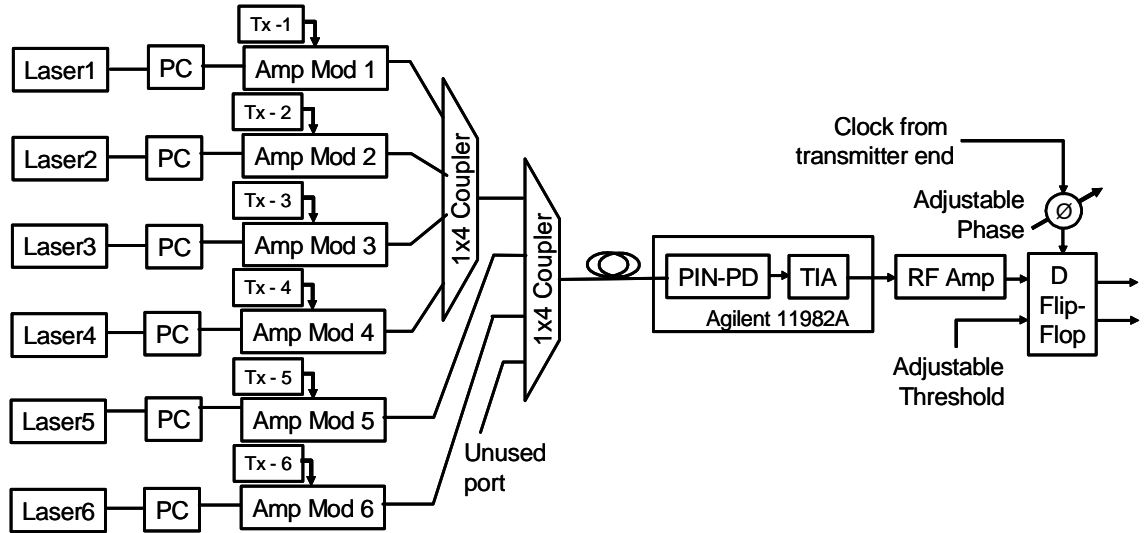 Tx -1
Laser1
PC
Amp Mod 1
Tx - 2
Laser2
PC
Amp Mod 2
Tx - 3
Laser3
PC
Amp Mod 3
Tx - 4
Laser4
PC
Amp Mod 4
Tx - 5
Laser5
PC
Amp Mod 5
Tx - 6
Laser6
PC
Amp Mod 6
1x4 Coupler
1x4 Coupler
Unused
port
PIN-PD
TIA
Agilent 11982A
RF Amp
Clock from
transmitter end
Adjustable
Phase
Ø
D
Flip-
Flop
Adjustable
Threshold